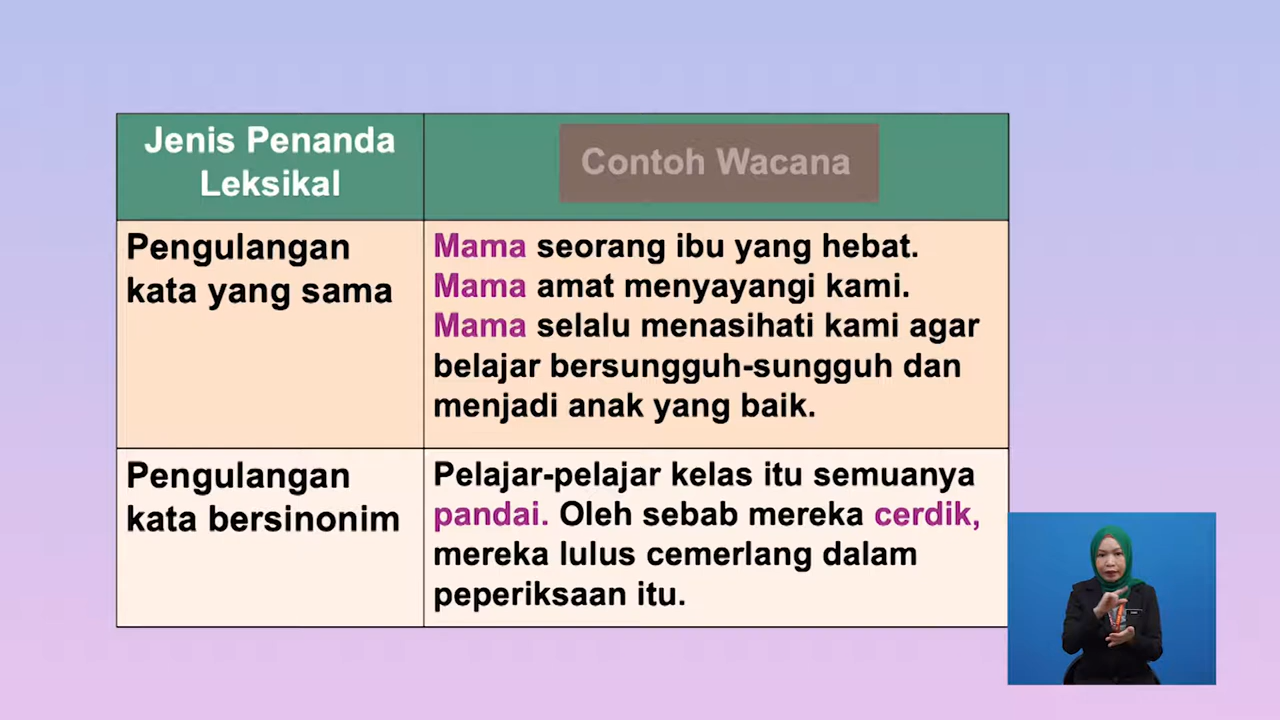 Jenis Penanda
Leksikal
Contoh Wacana
Pengulangan
kata yang sama
Mama seorang ibu yang hebat.
Mama amat menyayangi kami.
Mama selalu menasihati kami agar
belajar bersungguh-sungguh dan
menjadi anak yang baik.
Pengulangan
kata bersinonim
Pelajar-pelajar kelas itu semuanya
pandai. Oleh sebab mereka cerdik,
mereka lulus cemerlang dalam
peperiksaan itu.